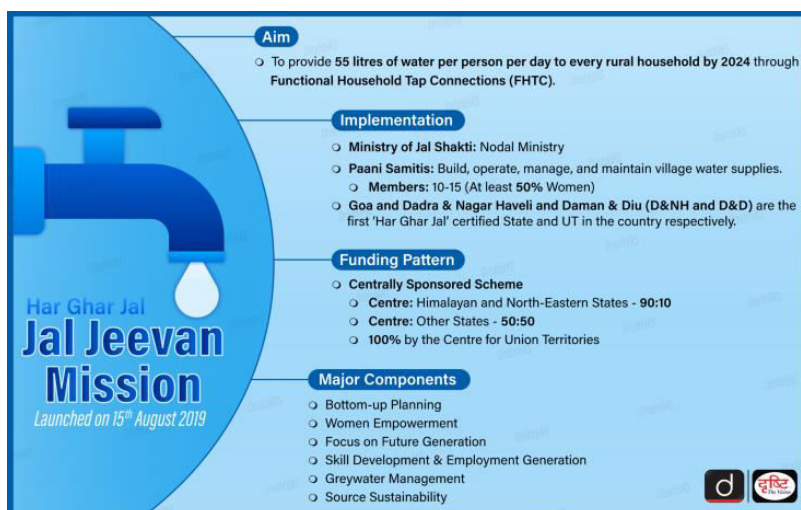 Aim
To provide 55 litres of water per person per day to every rural household by 2024 through
Functional Household Tap Connections (FHTC).
Implementation
Ministry of Jal Shakti: Nodal Ministry
Paani Samitis: Build, operate, manage, and maintain village water supplies.
Members: 10-15 (At least 50% Women)
Goa and Dadra & Nagar Haveli and Daman & Diu (D&NH and D&D) are the
first 'Har Ghar Jal' certified State and UT in the country respectively.
Funding Pattern
Centrally Sponsored Scheme
Centre: Himalayan and North-Eastern States - 90:10
Centre: Other States - 50:50
100% by the Centre for Union Territories
Har Ghar Jal
Jal Jeevan
Mission
Launched on 15th August 2019
Major Components
Bottom-up Planning
Women Empowerment
Focus on Future Generation
Skill Development & Employment Generation
Greywater Management
Source Sustainability
d
दृष्टि
The Vision